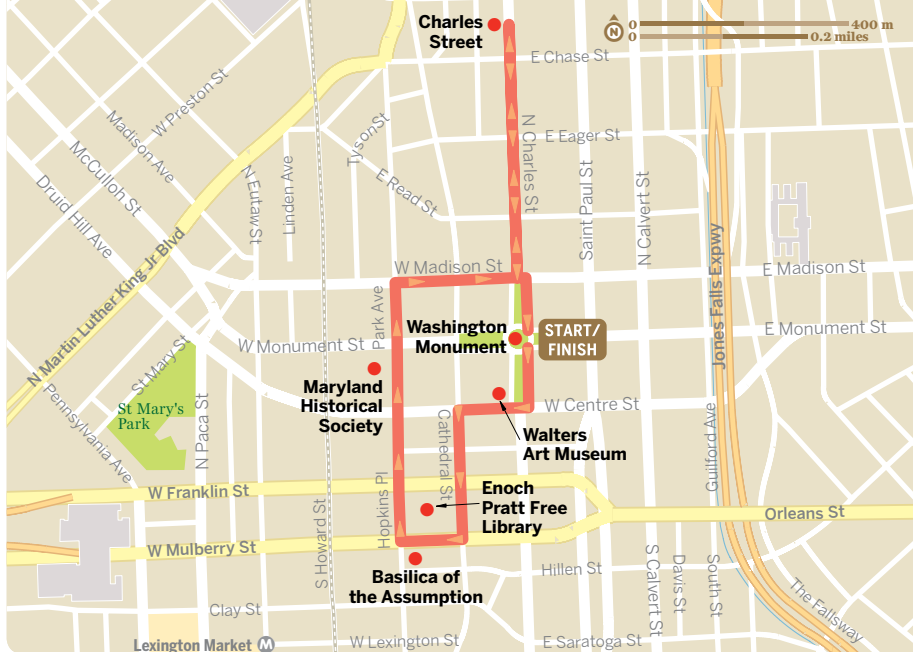 Charles
Street
N
0
400 m
0
0.2 miles
E Chase St
W Preston St
Madison Ave
McCulloh St
Druid Hill Ave
Tyson St
N Charles St
E Eager St
N Eutaw St
Linden Ave
E Read St
Saint Paul St
N Calvert St
N Martin Luther King Jr Blvd
W Madison St
E Madison St
Park Ave
Washington
Monument
START/
FINISH
Jones Falls Expwy
E Monument St
W Monument St
St Mary St
Maryland
Historical
Society
St Mary's
Park
Pennsylvania Ave
N Paca St
W Centre St
Cathedral St
Walters
Art Museum
Guilford Ave
W Franklin St
Hopkins Pl
Enoch
Pratt Free
Library
Orleans St
S Howard St
W Mulberry St
Basilica of
the Assumption
Hillen St
S Calvert St
Davis St
South St
The Fallsway
Clay St
Lexington Market M
W Lexington St
E Saratoga St